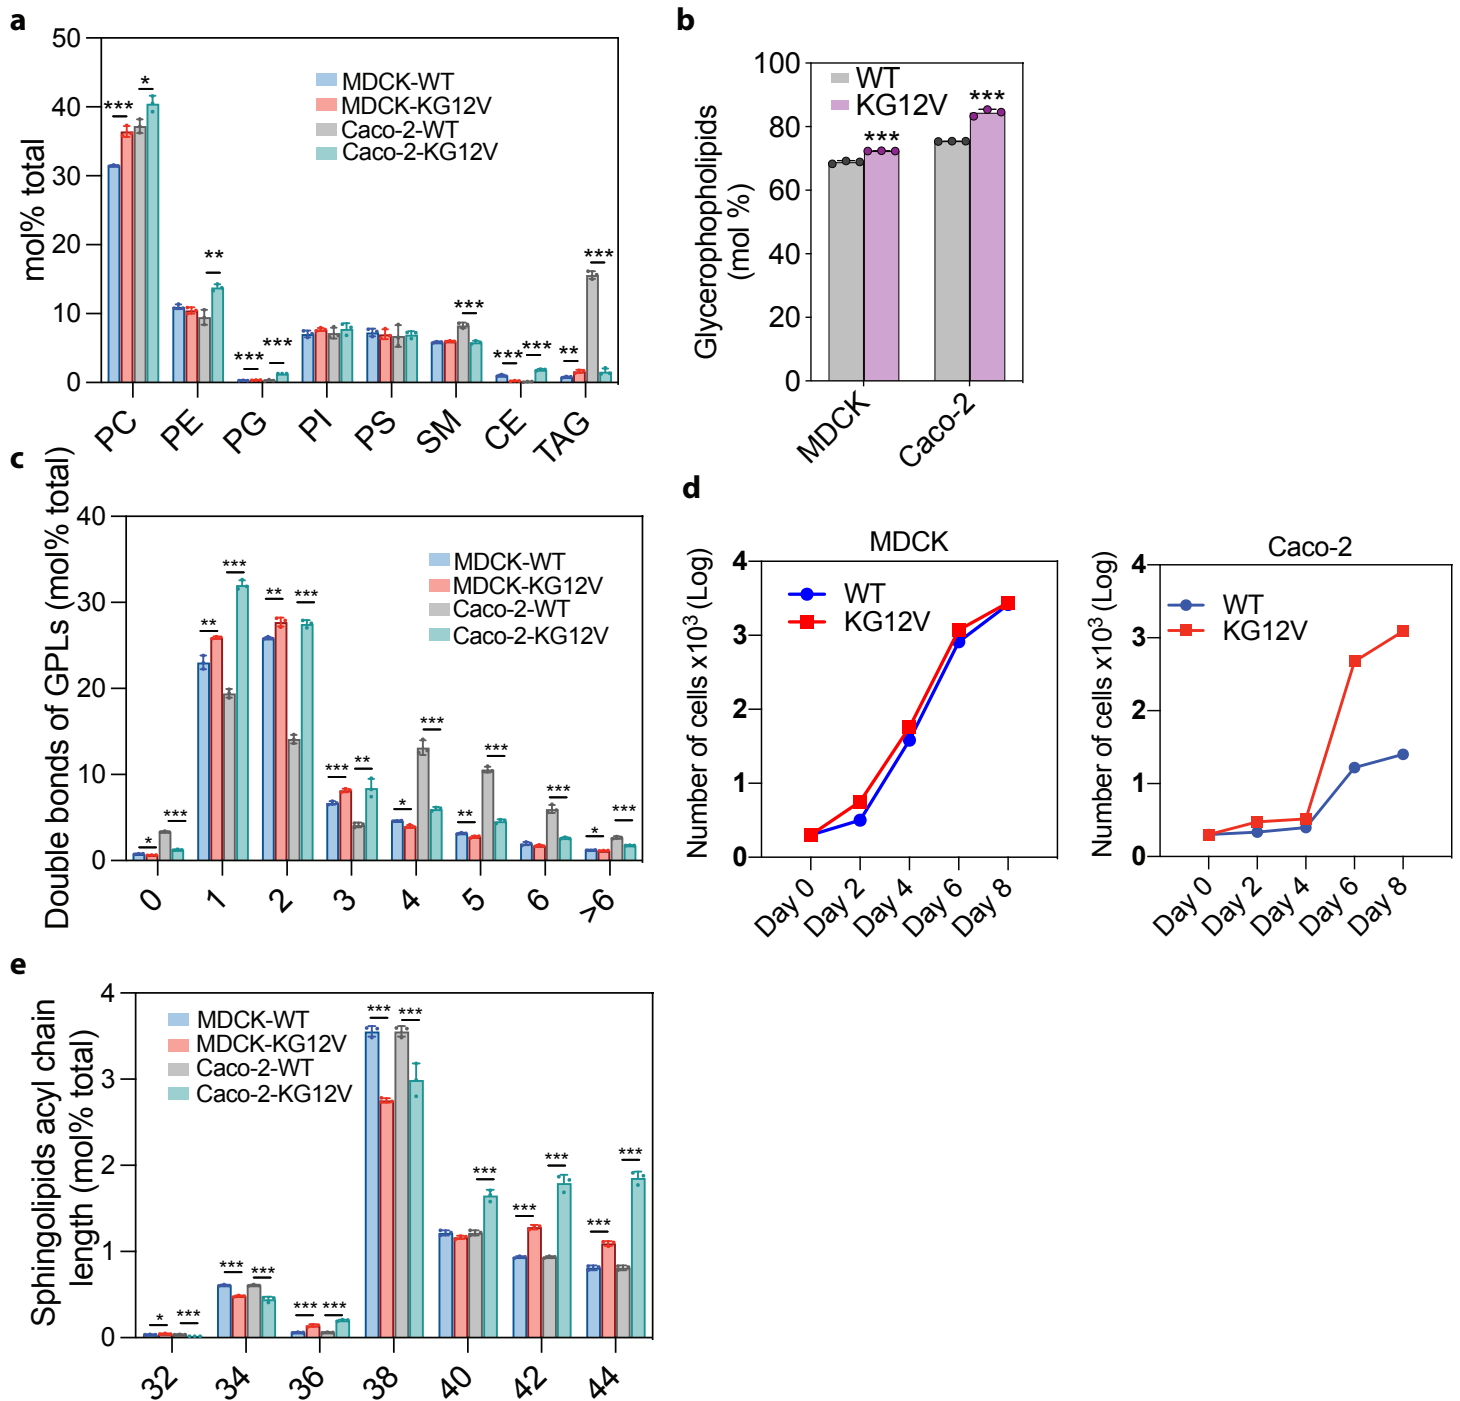 a
mol% total
50
40
30
20
10
0
MDCK-WT
MDCK-KG12V
Caco-2-WT
Caco-2-KG12V
*** *
**
*** ***
***
*** ***
** ***
PC PE PG PI PS SM CE TAG
b
Glycerophopholipids
(mol %)
100
80
60
40
20
0
WT
KG12V
*** ***
MDCK Caco-2
c
Double bonds of GPLs (mol% total)
40
30
20
10
0
MDCK-WT
MDCK-KG12V
Caco-2-WT
Caco-2-KG12V
* ***
** ***
** ***
*** **
* ***
** ***
***
* ***
0 1 2 3 4 5 6 >6
d
MDCK
Number of cells x10³ (Log)
4
3
2
1
0
WT
KG12V
Day 0 Day 2 Day 4 Day 6 Day 8
Caco-2
Number of cells x10³ (Log)
4
3
2
1
0
WT
KG12V
Day 0 Day 2 Day 4 Day 6 Day 8
e
Sphingolipids acyl chain
length (mol% total)
4
3
2
1
0
MDCK-WT
MDCK-KG12V
Caco-2-WT
Caco-2-KG12V
* ***
*** ***
*** ***
*** ***
***
*** ***
*** ***
32 34 36 38 40 42 44